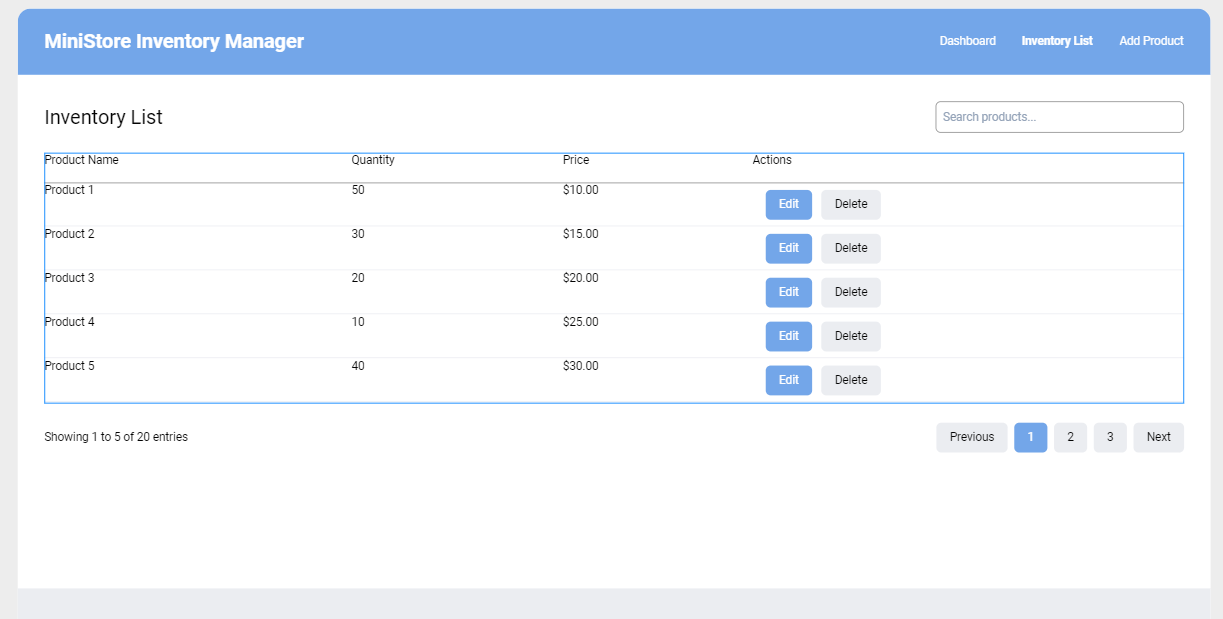 MiniStore Inventory Manager Dashboard Inventory List Add Product
Inventory List Search products...
Product Name Quantity Price Actions
Product 1 50 $10.00 Edit Delete
Product 2 30 $15.00 Edit Delete
Product 3 20 $20.00 Edit Delete
Product 4 10 $25.00 Edit Delete
Product 5 40 $30.00 Edit Delete
Showing 1 to 5 of 20 entries Previous 1 2 3 Next